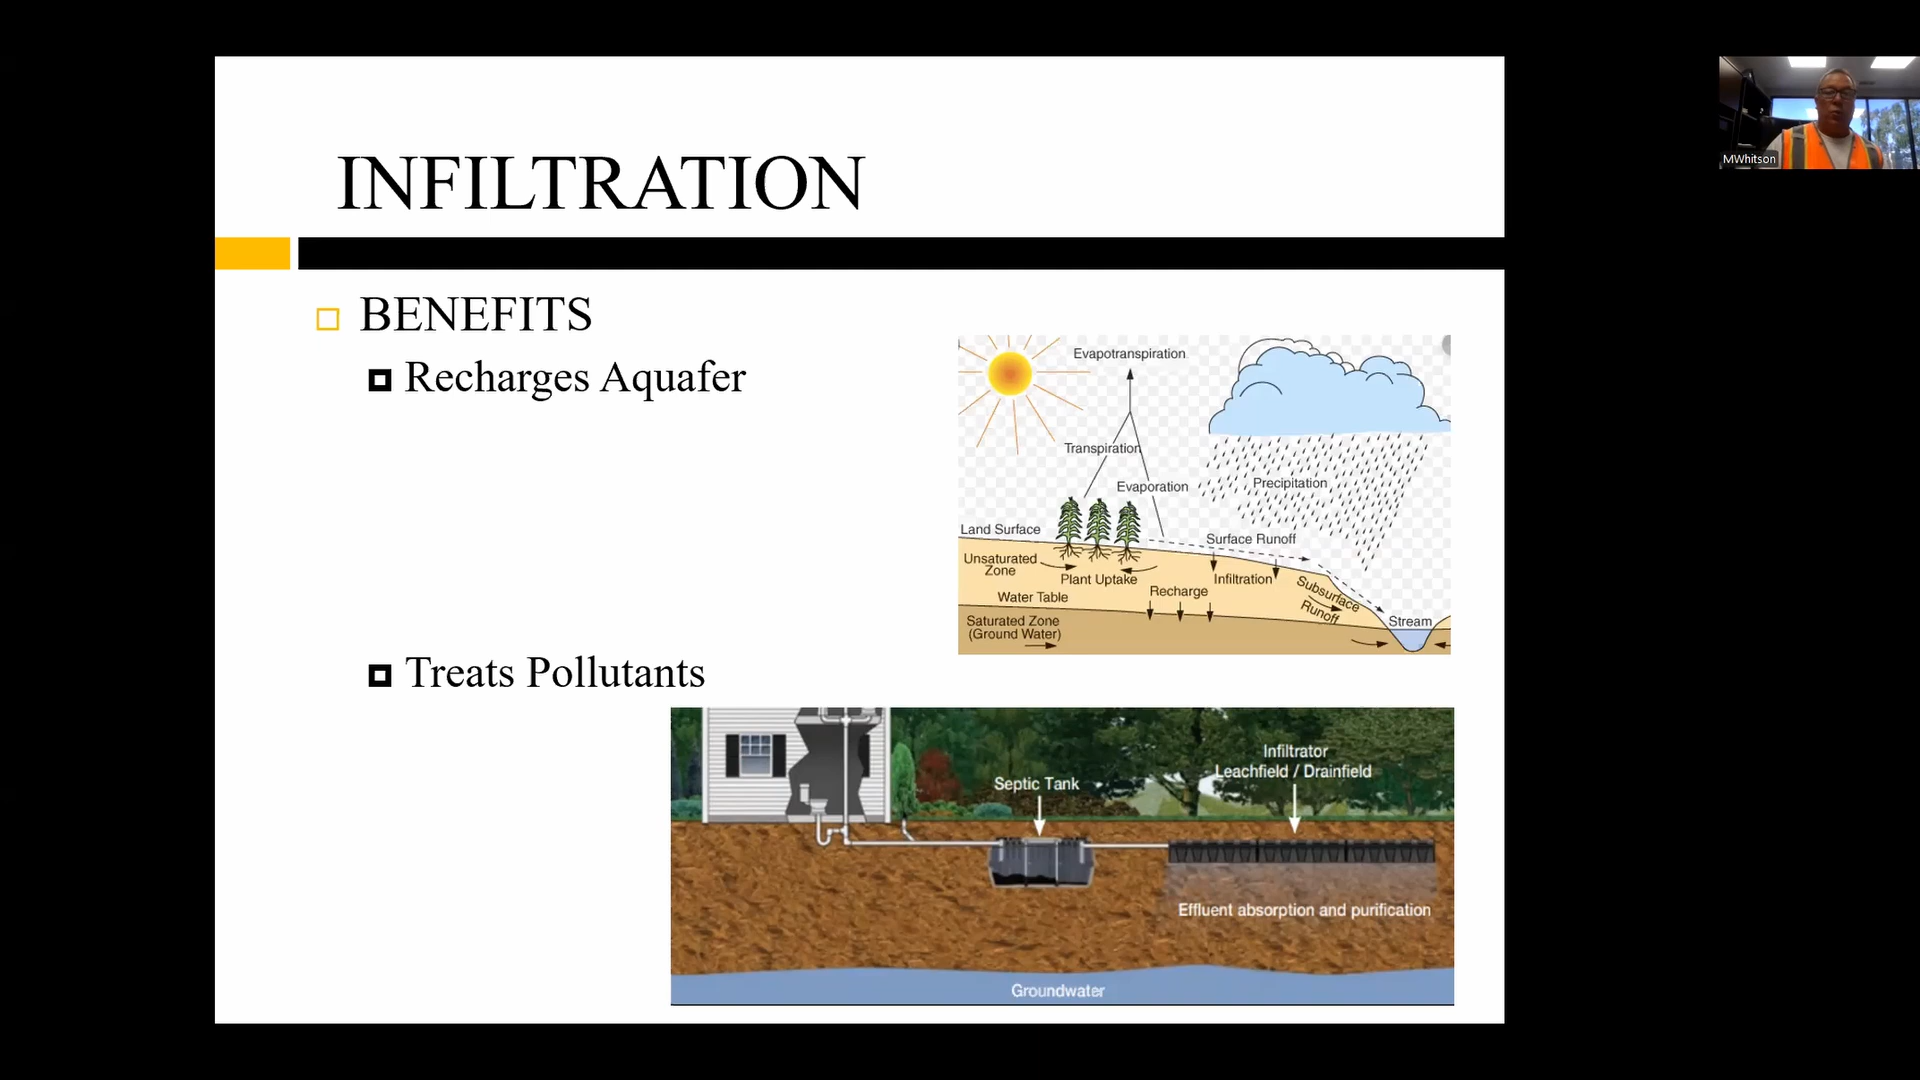 INFILTRATION
BENEFITS
Recharges Aquafer
Evapotranspiration
Transpiration
Evaporation
Precipitation
Land Surface
Surface Runoff
Unsaturated
Zone
Plant Uptake
Infiltration
Recharge
Subsurface
Runoff
Water Table
Stream
Saturated Zone
(Ground Water)
Treats Pollutants
Septic Tank
Infiltrator
Leachfield / Drainfield
Effluent absorption and purification
Groundwater
MWhitson